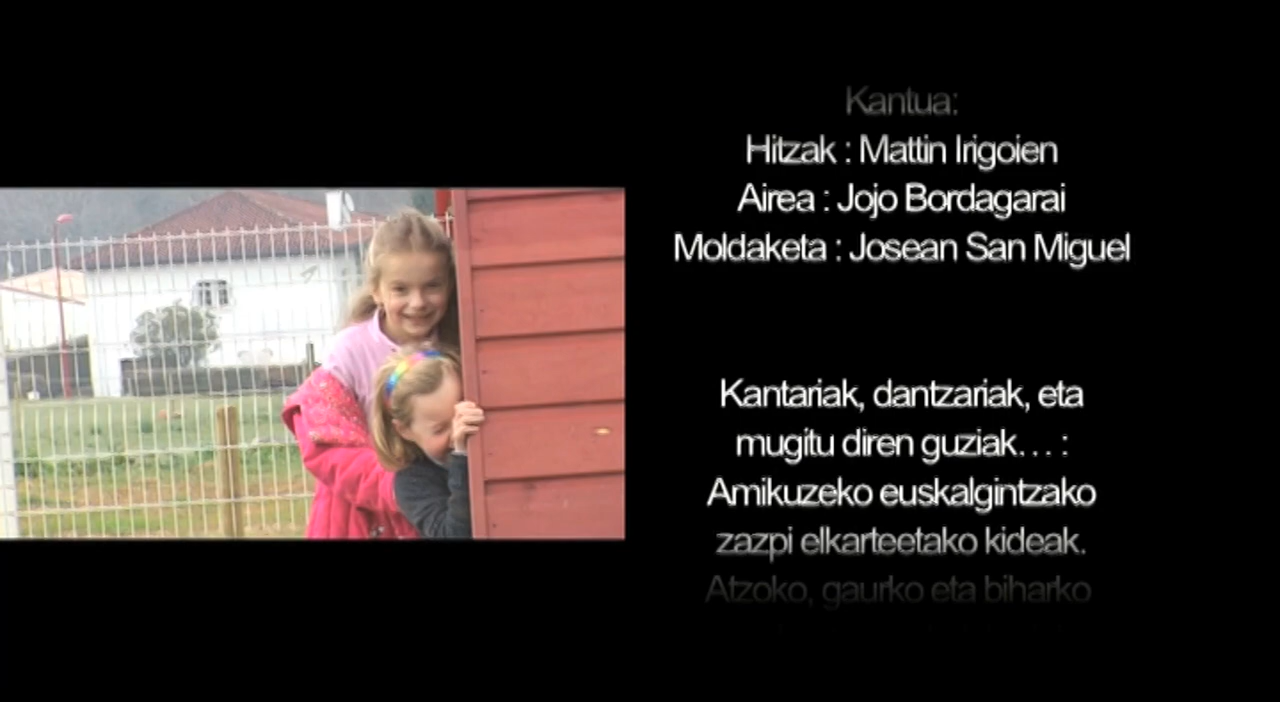 Kantua:
Hitzak : Mattin Irigoien
Airea : Jojo Bordagarai
Moldaketa : Josean San Miguel
Kantariak, dantzariak, eta
mugitu diren guziak... :
Amikuzeko euskalgintzako
zazpi elkarteetako kideak.
Atzoko, gaurko eta biharko